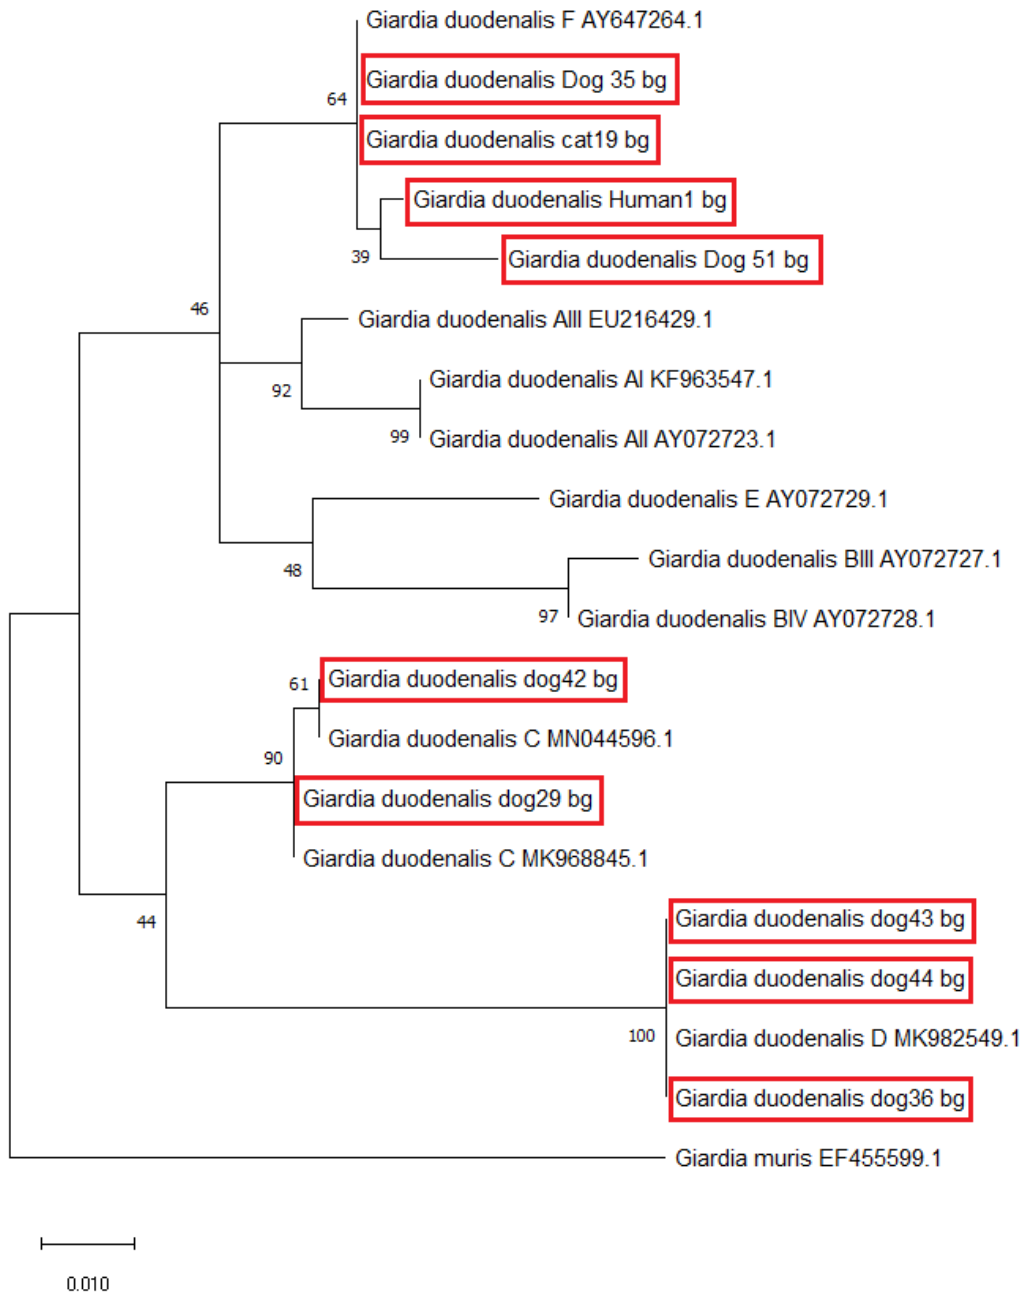 Giardia duodenalis F AY647264.1
Giardia duodenalis Dog 35 bg
64
Giardia duodenalis cat19 bg
Giardia duodenalis Human1 bg
39
Giardia duodenalis Dog 51 bg
46
Giardia duodenalis AIII EU216429.1
Giardia duodenalis AI KF963547.1
92
99
Giardia duodenalis AII AY072723.1
Giardia duodenalis E AY072729.1
Giardia duodenalis BIII AY072727.1
48
97
Giardia duodenalis BIV AY072728.1
61
Giardia duodenalis dog42 bg
Giardia duodenalis C MN044596.1
90
Giardia duodenalis dog29 bg
Giardia duodenalis C MK968845.1
Giardia duodenalis dog43 bg
44
Giardia duodenalis dog44 bg
100
Giardia duodenalis D MK982549.1
Giardia duodenalis dog36 bg
Giardia muris EF455599.1
0.010